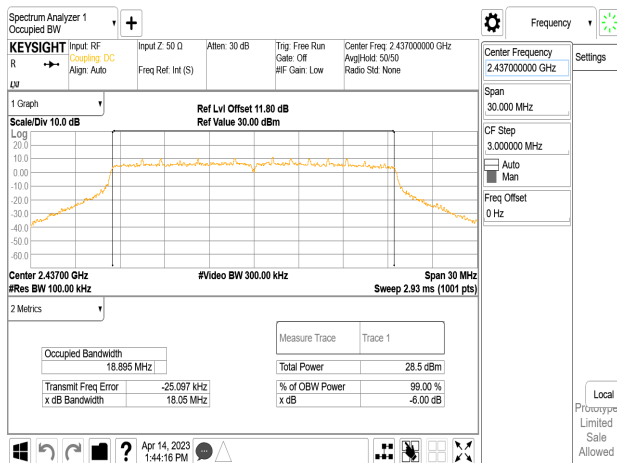 Spectrum Analyzer 1
Occupied BW
Frequency
KEYSIGHT
R
Input: RF
Coupling: DC
Align: Auto
Input Z: 50 Ω
Freq Ref: Int (S)
Atten: 30 dB
Trig: Free Run
Gate: Off
#IF Gain: Low
Center Freq: 2.437000000 GHz
Avg|Hold: 50/50
Radio Std: None
LXI
1 Graph
Scale/Div 10.0 dB
Ref Lvl Offset 11.80 dB
Ref Value 30.00 dBm
Log
20.0
10.0
0.00
-10.0
-20.0
-30.0
-40.0
-50.0
-60.0
Center 2.43700 GHz
#Res BW 100.00 kHz
#Video BW 300.00 kHz
Span 30 MHz
Sweep 2.93 ms (1001 pts)
2 Metrics
Measure Trace
Trace 1
Occupied Bandwidth
18.895 MHz
Total Power
28.5 dBm
Transmit Freq Error
-25.097 kHz
% of OBW Power
99.00 %
x dB Bandwidth
18.05 MHz
x dB
-6.00 dB
Apr 14, 2023
1:44:16 PM
?
Center Frequency
2.437000000 GHz
Settings
Span
30.000 MHz
CF Step
3.000000 MHz
Auto
Man
Freq Offset
0 Hz
Local
Prototype
Limited
Sale
Allowed